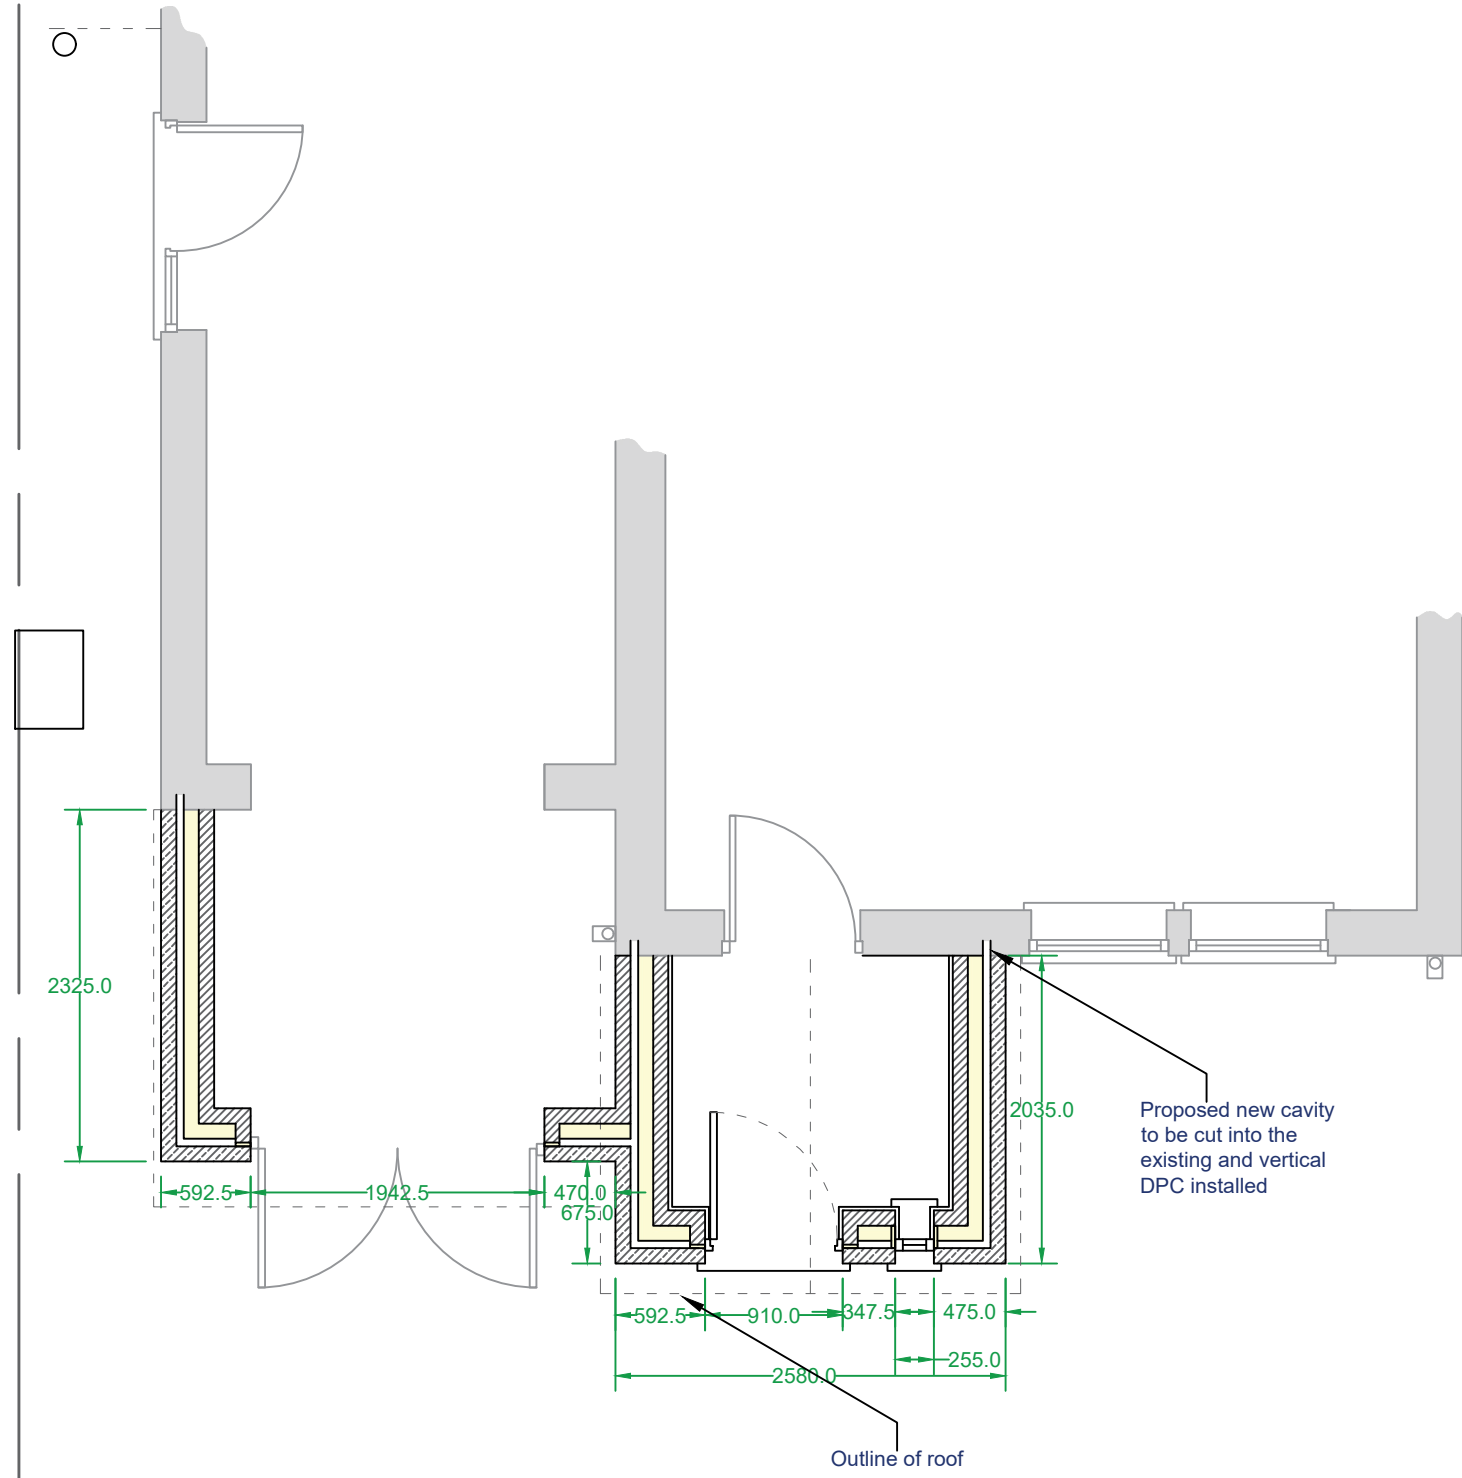 2325.0
2035.0
Proposed new cavity
to be cut into the
existing and vertical
DPC installed
592.5
1942.5
470.0
675.0
592.5
910.0
347.5
475.0
255.0
2580.0
Outline of roof